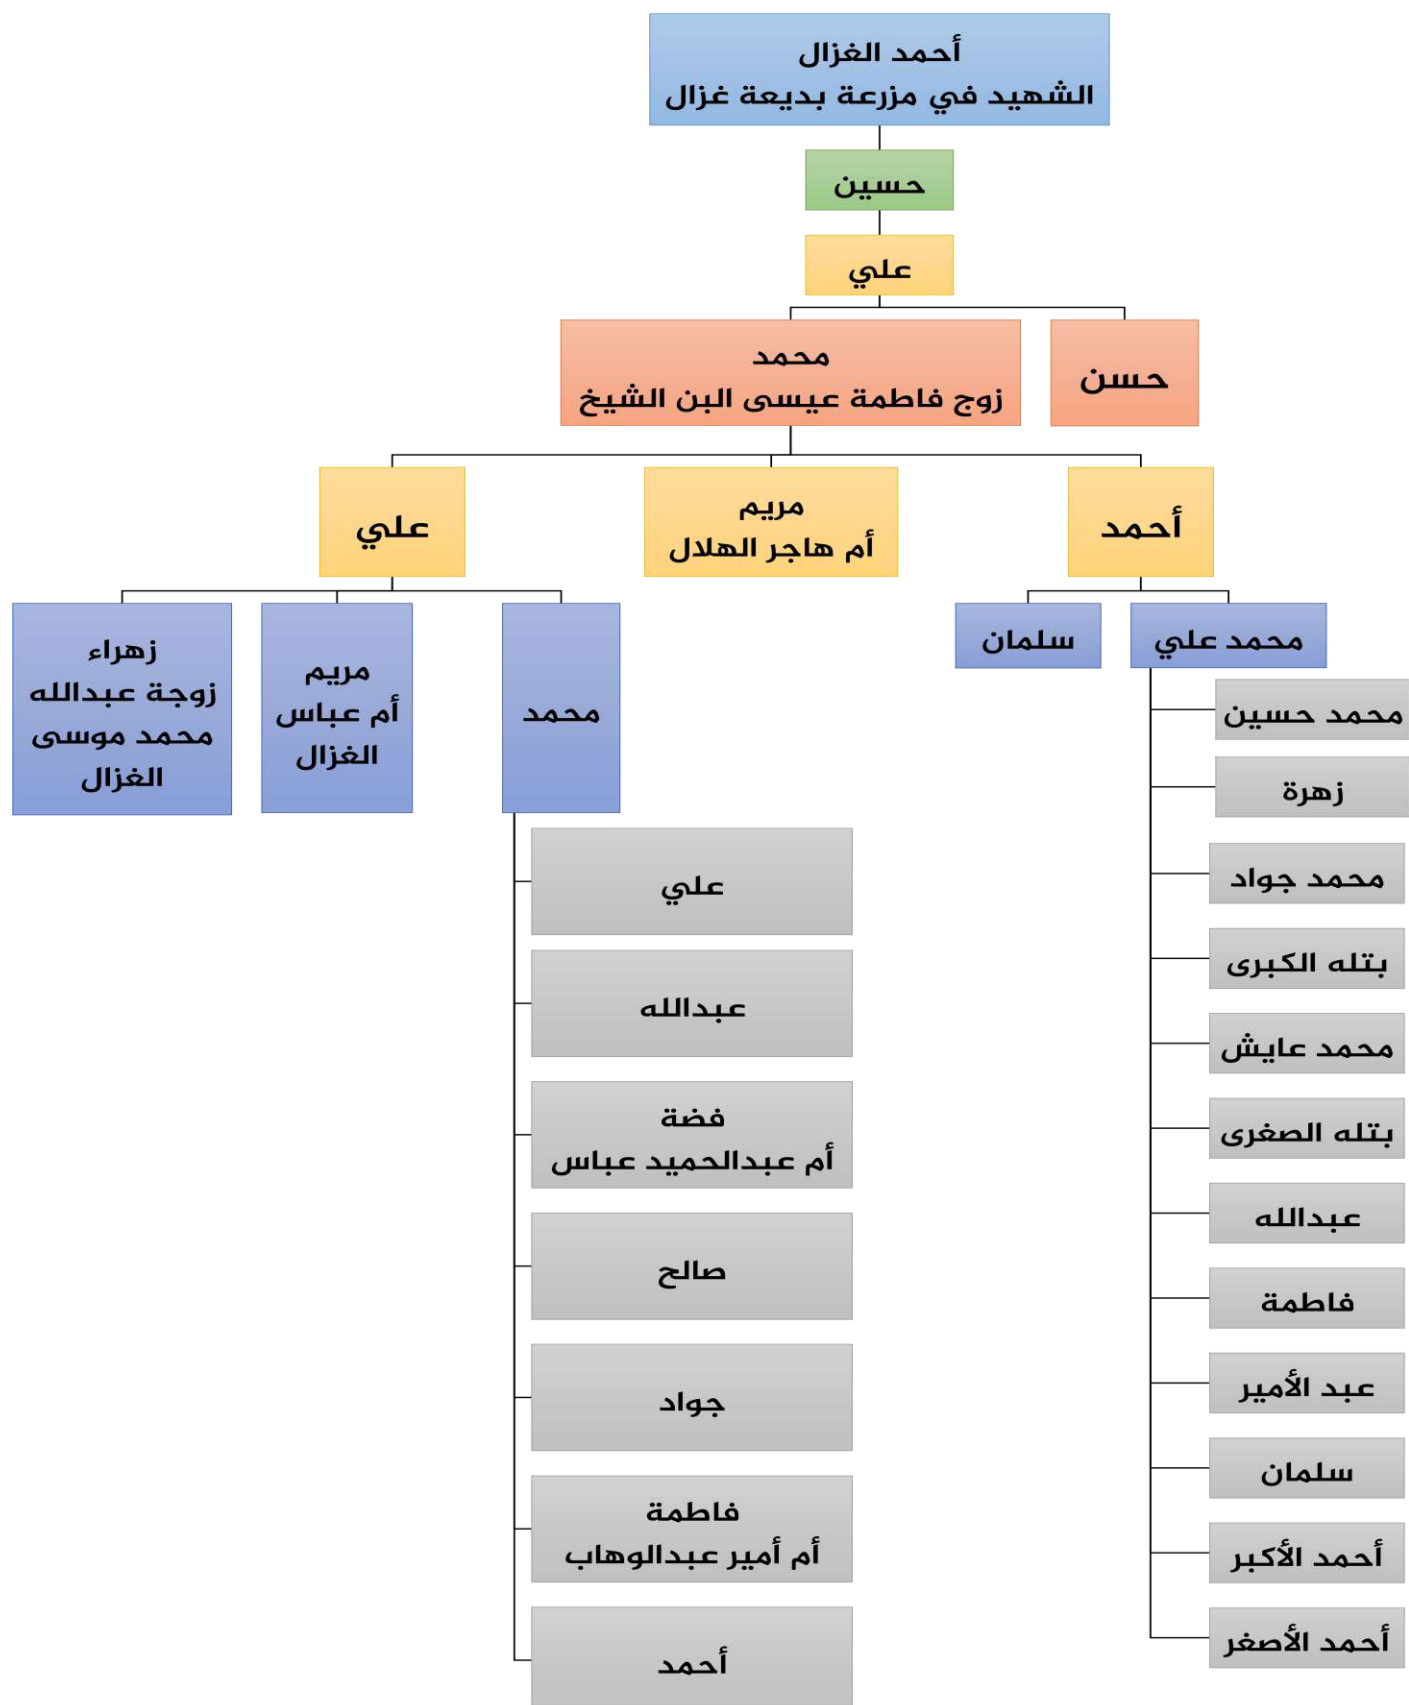 أحمد الغزال
الشهيد في مزرعة بديعة غزال
حسين
علي
حسن
محمد
زوج فاطمة عيسى البن الشيخ
أحمد
مريم
أم هاجر الهلال
علي
محمد علي
سلمان
محمد حسين
زهرة
محمد جواد
بتله الكبرى
محمد عايش
بتله الصغرى
عبدالله
فاطمة
عبد الأمير
سلمان
أحمد الأكبر
أحمد الأصغر
محمد
مريم
أم عباس
الغزال
زهراء
زوجة عبدالله
محمد موسى
الغزال
علي
عبدالله
فضة
أم عبدالحميد عباس
صالح
جواد
فاطمة
أم أمير عبدالوهاب
أحمد